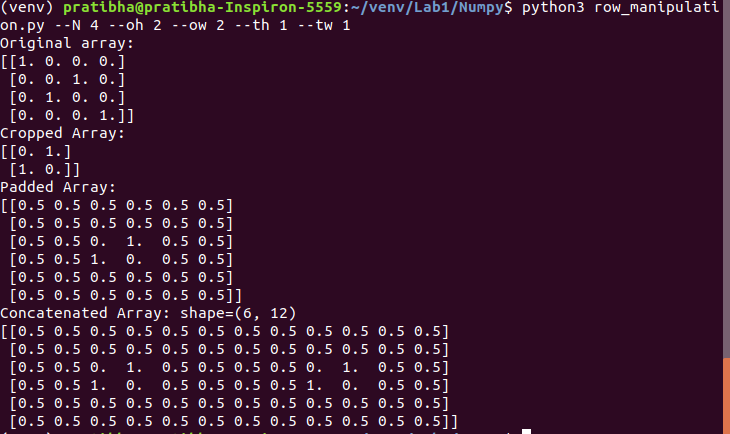 (venv) pratibha@pratibha-Inspiron-5559:~/venv/Lab1/Numpy$ python3 row_manipulati
on.py --N 4 --oh 2 --ow 2 --th 1 --tw 1
Original array:
[[1. 0. 0. 0.]
 [0. 0. 1. 0.]
 [0. 1. 0. 0.]
 [0. 0. 0. 1.]]
Cropped Array:
[[0. 1.]
 [1. 0.]]
Padded Array:
[[0.5 0.5 0.5 0.5 0.5 0.5]
 [0.5 0.5 0.5 0.5 0.5 0.5]
 [0.5 0.5 0.  1.  0.5 0.5]
 [0.5 0.5 1.  0.  0.5 0.5]
 [0.5 0.5 0.5 0.5 0.5 0.5]
 [0.5 0.5 0.5 0.5 0.5 0.5]]
Concatenated Array: shape=(6, 12)
[[0.5 0.5 0.5 0.5 0.5 0.5 0.5 0.5 0.5 0.5 0.5 0.5]
 [0.5 0.5 0.5 0.5 0.5 0.5 0.5 0.5 0.5 0.5 0.5 0.5]
 [0.5 0.5 0.  1.  0.5 0.5 0.5 0.5 0.  1.  0.5 0.5]
 [0.5 0.5 1.  0.  0.5 0.5 0.5 0.5 1.  0.  0.5 0.5]
 [0.5 0.5 0.5 0.5 0.5 0.5 0.5 0.5 0.5 0.5 0.5 0.5]
 [0.5 0.5 0.5 0.5 0.5 0.5 0.5 0.5 0.5 0.5 0.5 0.5]]